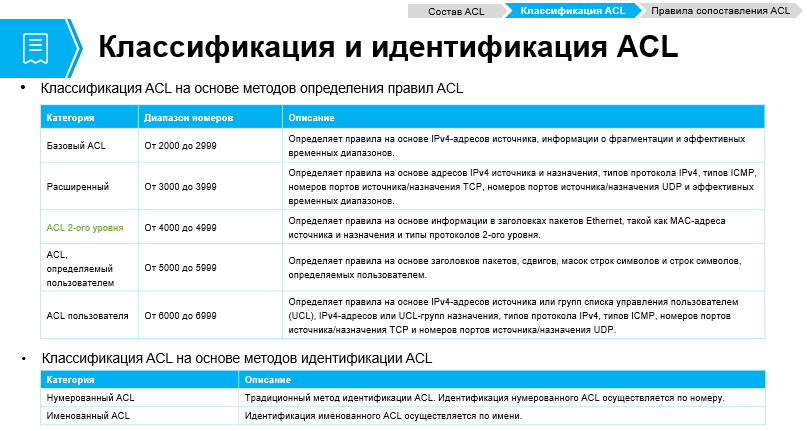 Состав ACL
Классификация ACL
Правила сопоставления ACL
Классификация и идентификация ACL
• Классификация ACL на основе методов определения правил ACL
Категория
Диапазон номеров
Описание
Базовый ACL
От 2000 до 2999
Определяет правила на основе IPv4-адресов источника, информации о фрагментации и эффективных
временных диапазонов.
Расширенный
От 3000 до 3999
Определяет правила на основе адресов IPv4 источника и назначения, типов протокола IPv4, типов ICMP,
номеров портов источника/назначения TCP, номеров портов источника/назначения UDP и эффективных
временных диапазонов.
ACL 2-ого уровня
От 4000 до 4999
Определяет правила на основе информации в заголовках пакетов Ethernet, такой как MAC-адреса
источника и назначения и типы протоколов 2-ого уровня.
ACL,
определяемый
пользователем
От 5000 до 5999
Определяет правила на основе заголовков пакетов, сдвигов, масок строк символов и строк символов,
определяемых пользователем.
ACL пользователя
От 6000 до 6999
Определяет правила на основе IPv4-адресов источника или групп списка управления пользователем
(UCL), IPv4-адресов или UCL-групп назначения, типов протокола IPv4, типов ICMP, номеров портов
источника/назначения TCP и номеров портов источника/назначения UDP.
• Классификация ACL на основе методов идентификации ACL
Категория
Описание
Нумерованный ACL
Традиционный метод идентификации ACL. Идентификация нумерованного ACL осуществляется по номеру.
Именованный ACL
Идентификация именованного ACL осуществляется по имени.